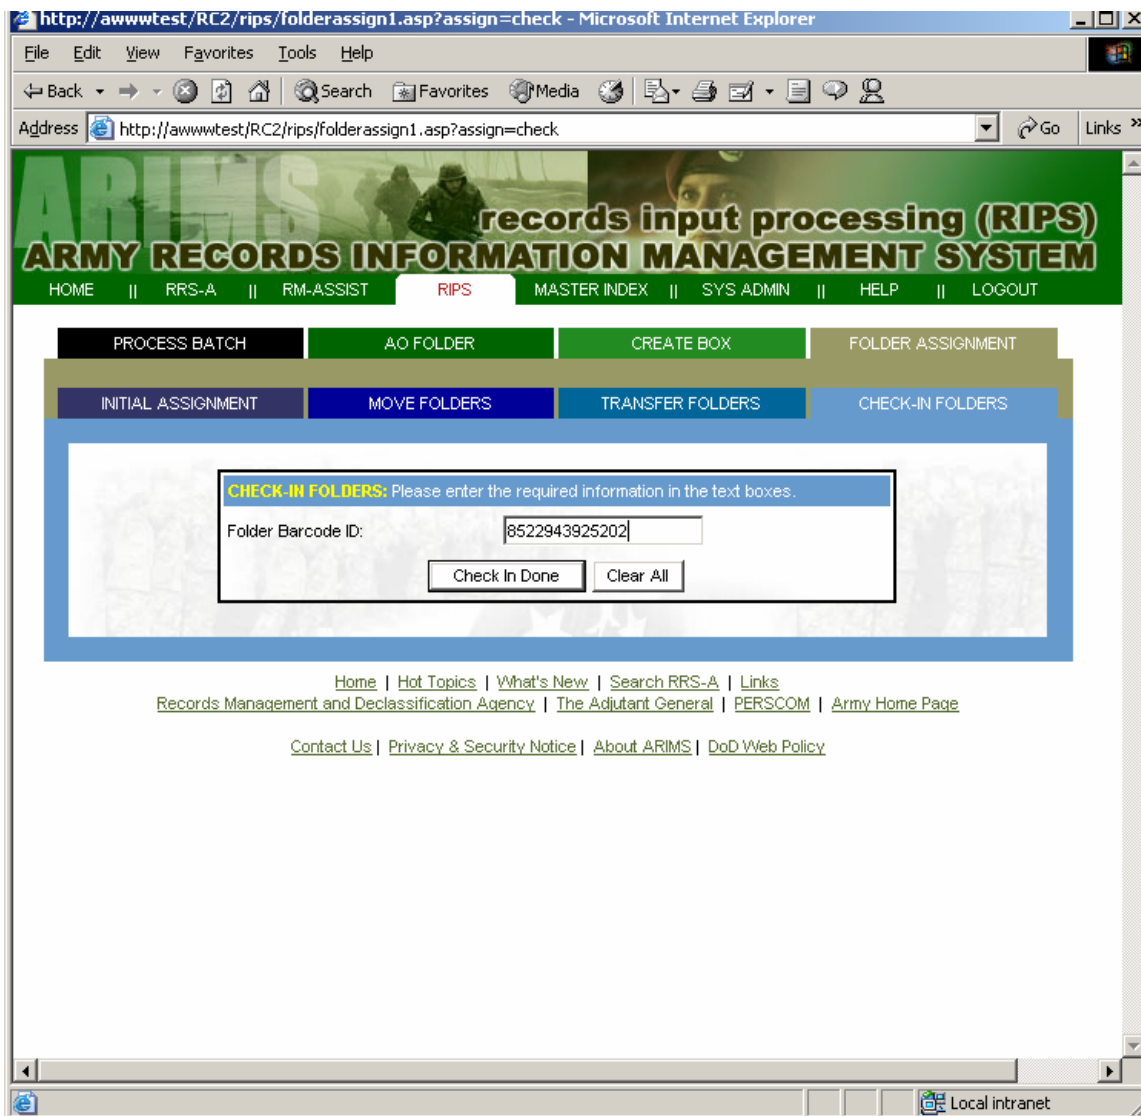 http://awwwtest/RC2/rips/folderassign1.asp?assign=check - Microsoft Internet Explorer
File Edit View Favorites Tools Help
Back Search Favorites Media
Address http://awwwtest/RC2/rips/folderassign1.asp?assign=check Go Links »
ARIMS
records input processing (RIPS)
ARMY RECORDS INFORMATION MANAGEMENT SYSTEM
HOME || RRS-A || RM-ASSIST RIPS MASTER INDEX || SYS ADMIN || HELP || LOGOUT
PROCESS BATCH AO FOLDER CREATE BOX FOLDER ASSIGNMENT
INITIAL ASSIGNMENT MOVE FOLDERS TRANSFER FOLDERS CHECK-IN FOLDERS
CHECK-IN FOLDERS: Please enter the required information in the text boxes.
Folder Barcode ID: 8522943925202
Check In Done Clear All
Home | Hot Topics | What's New | Search RRS-A | Links
Records Management and Declassification Agency | The Adjutant General | PERSCOM | Army Home Page
Contact Us | Privacy & Security Notice | About ARIMS | DoD Web Policy
Local intranet